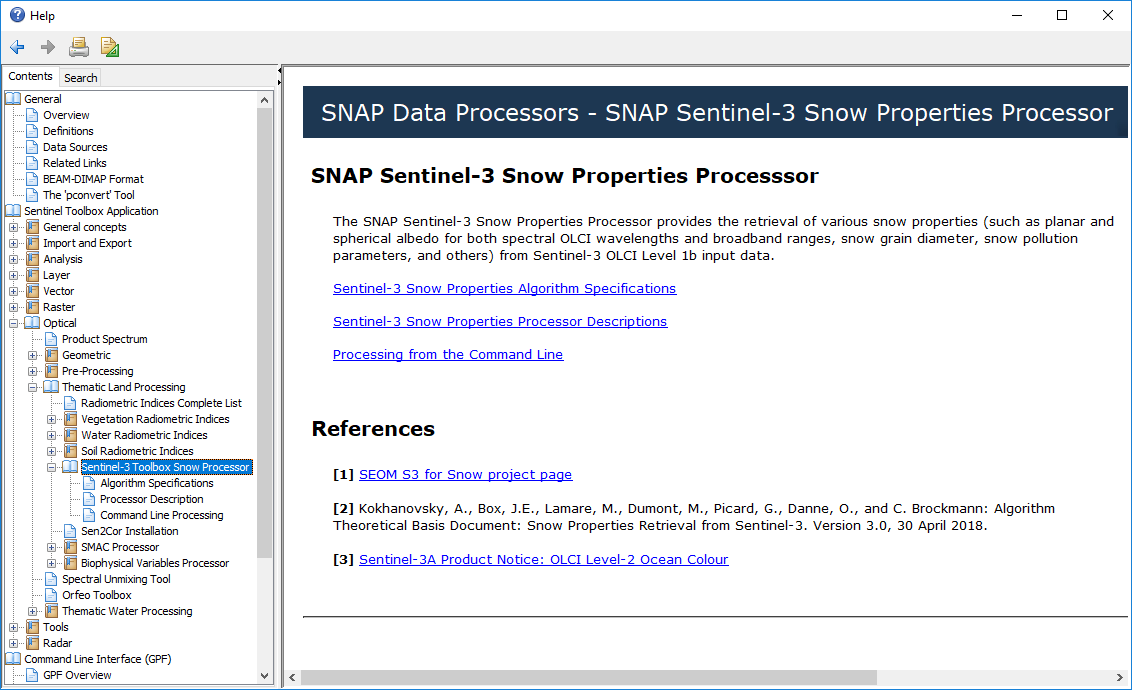 Help
Contents
Search
General
Overview
Definitions
Data Sources
Related Links
BEAM-DIMAP Format
The 'pconvert' Tool
Sentinel Toolbox Application
General concepts
Import and Export
Analysis
Layer
Vector
Raster
Optical
Product Spectrum
Geometric
Pre-Processing
Thematic Land Processing
Radiometric Indices Complete List
Vegetation Radiometric Indices
Water Radiometric Indices
Soil Radiometric Indices
Sentinel-3 Toolbox Snow Processor
Algorithm Specifications
Processor Description
Command Line Processing
Sen2Cor Installation
SMAC Processor
Biophysical Variables Processor
Spectral Unmixing Tool
Orfeo Toolbox
Thematic Water Processing
Tools
Radar
Command Line Interface (GPF)
GPF Overview
SNAP Data Processors - SNAP Sentinel-3 Snow Properties Processor
SNAP Sentinel-3 Snow Properties Processsor
The SNAP Sentinel-3 Snow Properties Processor provides the retrieval of various snow properties (such as planar and
spherical albedo for both spectral OLCI wavelengths and broadband ranges, snow grain diameter, snow pollution
parameters, and others) from Sentinel-3 OLCI Level 1b input data.
Sentinel-3 Snow Properties Algorithm Specifications
Sentinel-3 Snow Properties Processor Descriptions
Processing from the Command Line
References
[1] SEOM S3 for Snow project page
[2] Kokhanovsky, A., Box, J.E., Lamare, M., Dumont, M., Picard, G., Danne, O., and C. Brockmann: Algorithm
Theoretical Basis Document: Snow Properties Retrieval from Sentinel-3. Version 3.0, 30 April 2018.
[3] Sentinel-3A Product Notice: OLCI Level-2 Ocean Colour